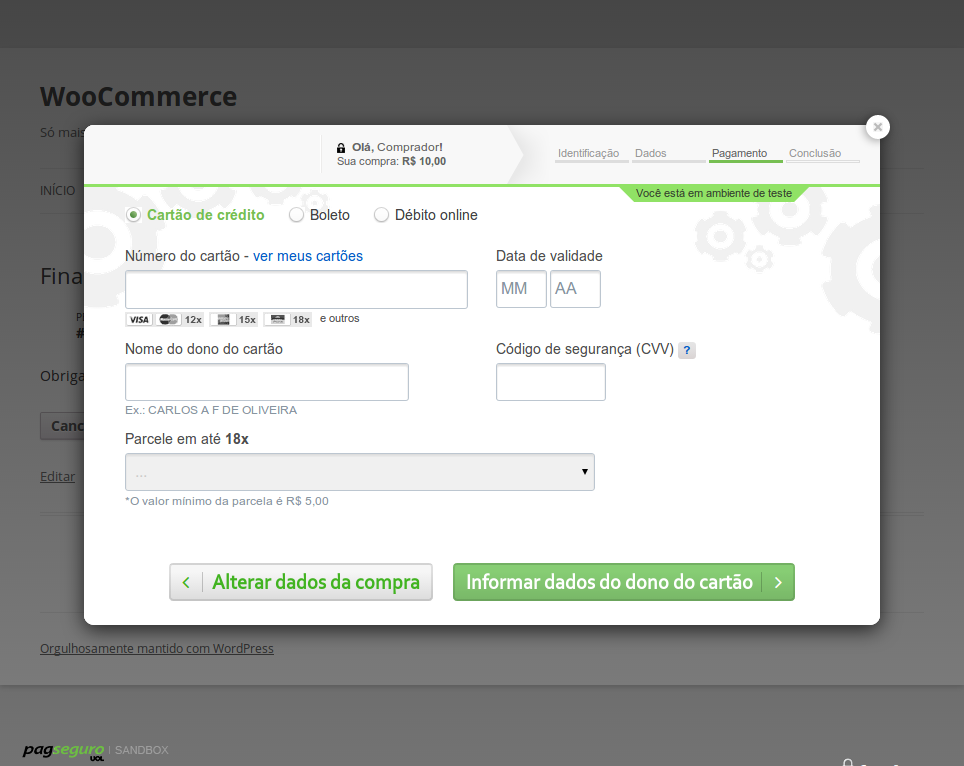 WooCommerce
Só mais
INÍCIO
Fina
#
Obriga
Canc
Editar
Olá, Comprador!
Sua compra: R$ 10,00
Identificação Dados Pagamento Conclusão
Você está em ambiente de teste
Cartão de crédito Boleto Débito online
Número do cartão - ver meus cartões
Data de validade
MM AA
VISA 12x 15x 18x e outros
Nome do dono do cartão
Código de segurança (CVV) ?
Ex.: CARLOS A F DE OLIVEIRA
Parcele em até 18x
...
*O valor mínimo da parcela é R$ 5,00
Alterar dados da compra
Informar dados do dono do cartão
Orgulhosamente mantido com WordPress
pagseguro UOL | SANDBOX